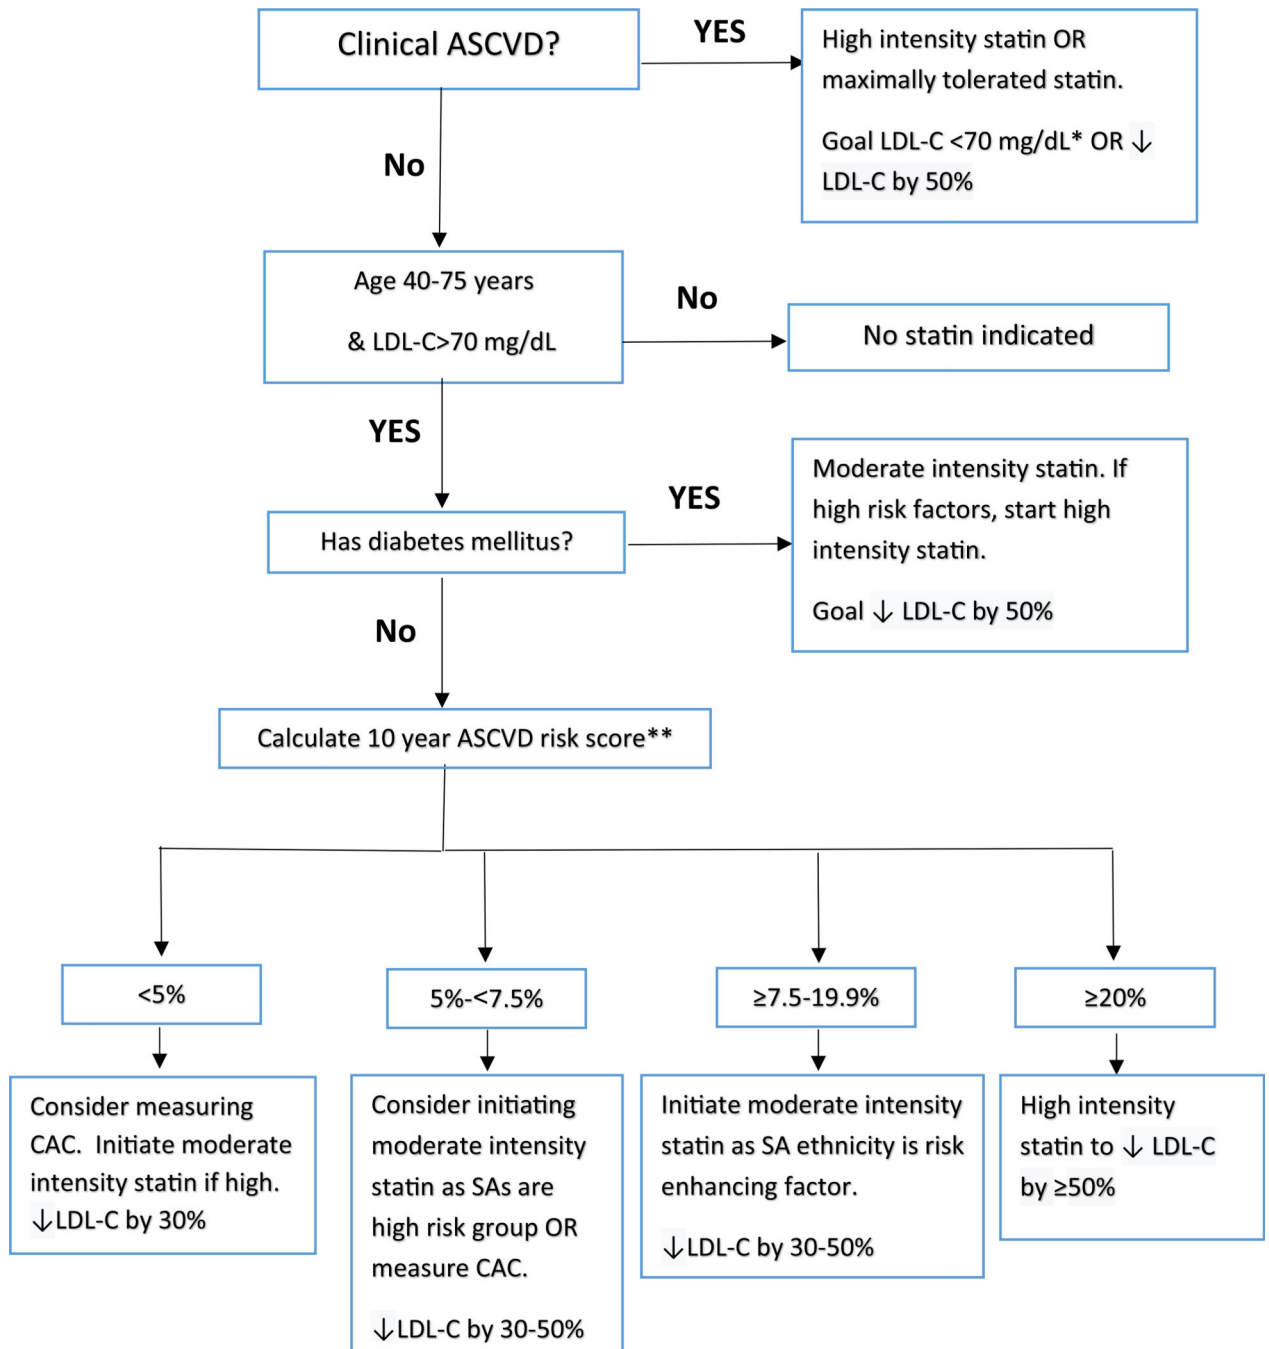 Clinical ASCVD?
YES
High intensity statin OR
maximally tolerated statin.
Goal LDL-C <70 mg/dL* OR ↓
LDL-C by 50%
No
Age 40-75 years
& LDL-C>70 mg/dL
No
No statin indicated
YES
Has diabetes mellitus?
YES
Moderate intensity statin. If
high risk factors, start high
intensity statin.
Goal ↓ LDL-C by 50%
No
Calculate 10 year ASCVD risk score**
<5%
Consider measuring
CAC. Initiate moderate
intensity statin if high.
↓LDL-C by 30%
5%-<7.5%
Consider initiating
moderate intensity
statin as SAs are
high risk group OR
measure CAC.
↓LDL-C by 30-50%
≥7.5-19.9%
Initiate moderate intensity
statin as SA ethnicity is risk
enhancing factor.
↓LDL-C by 30-50%
≥20%
High intensity
statin to ↓ LDL-C
by ≥50%